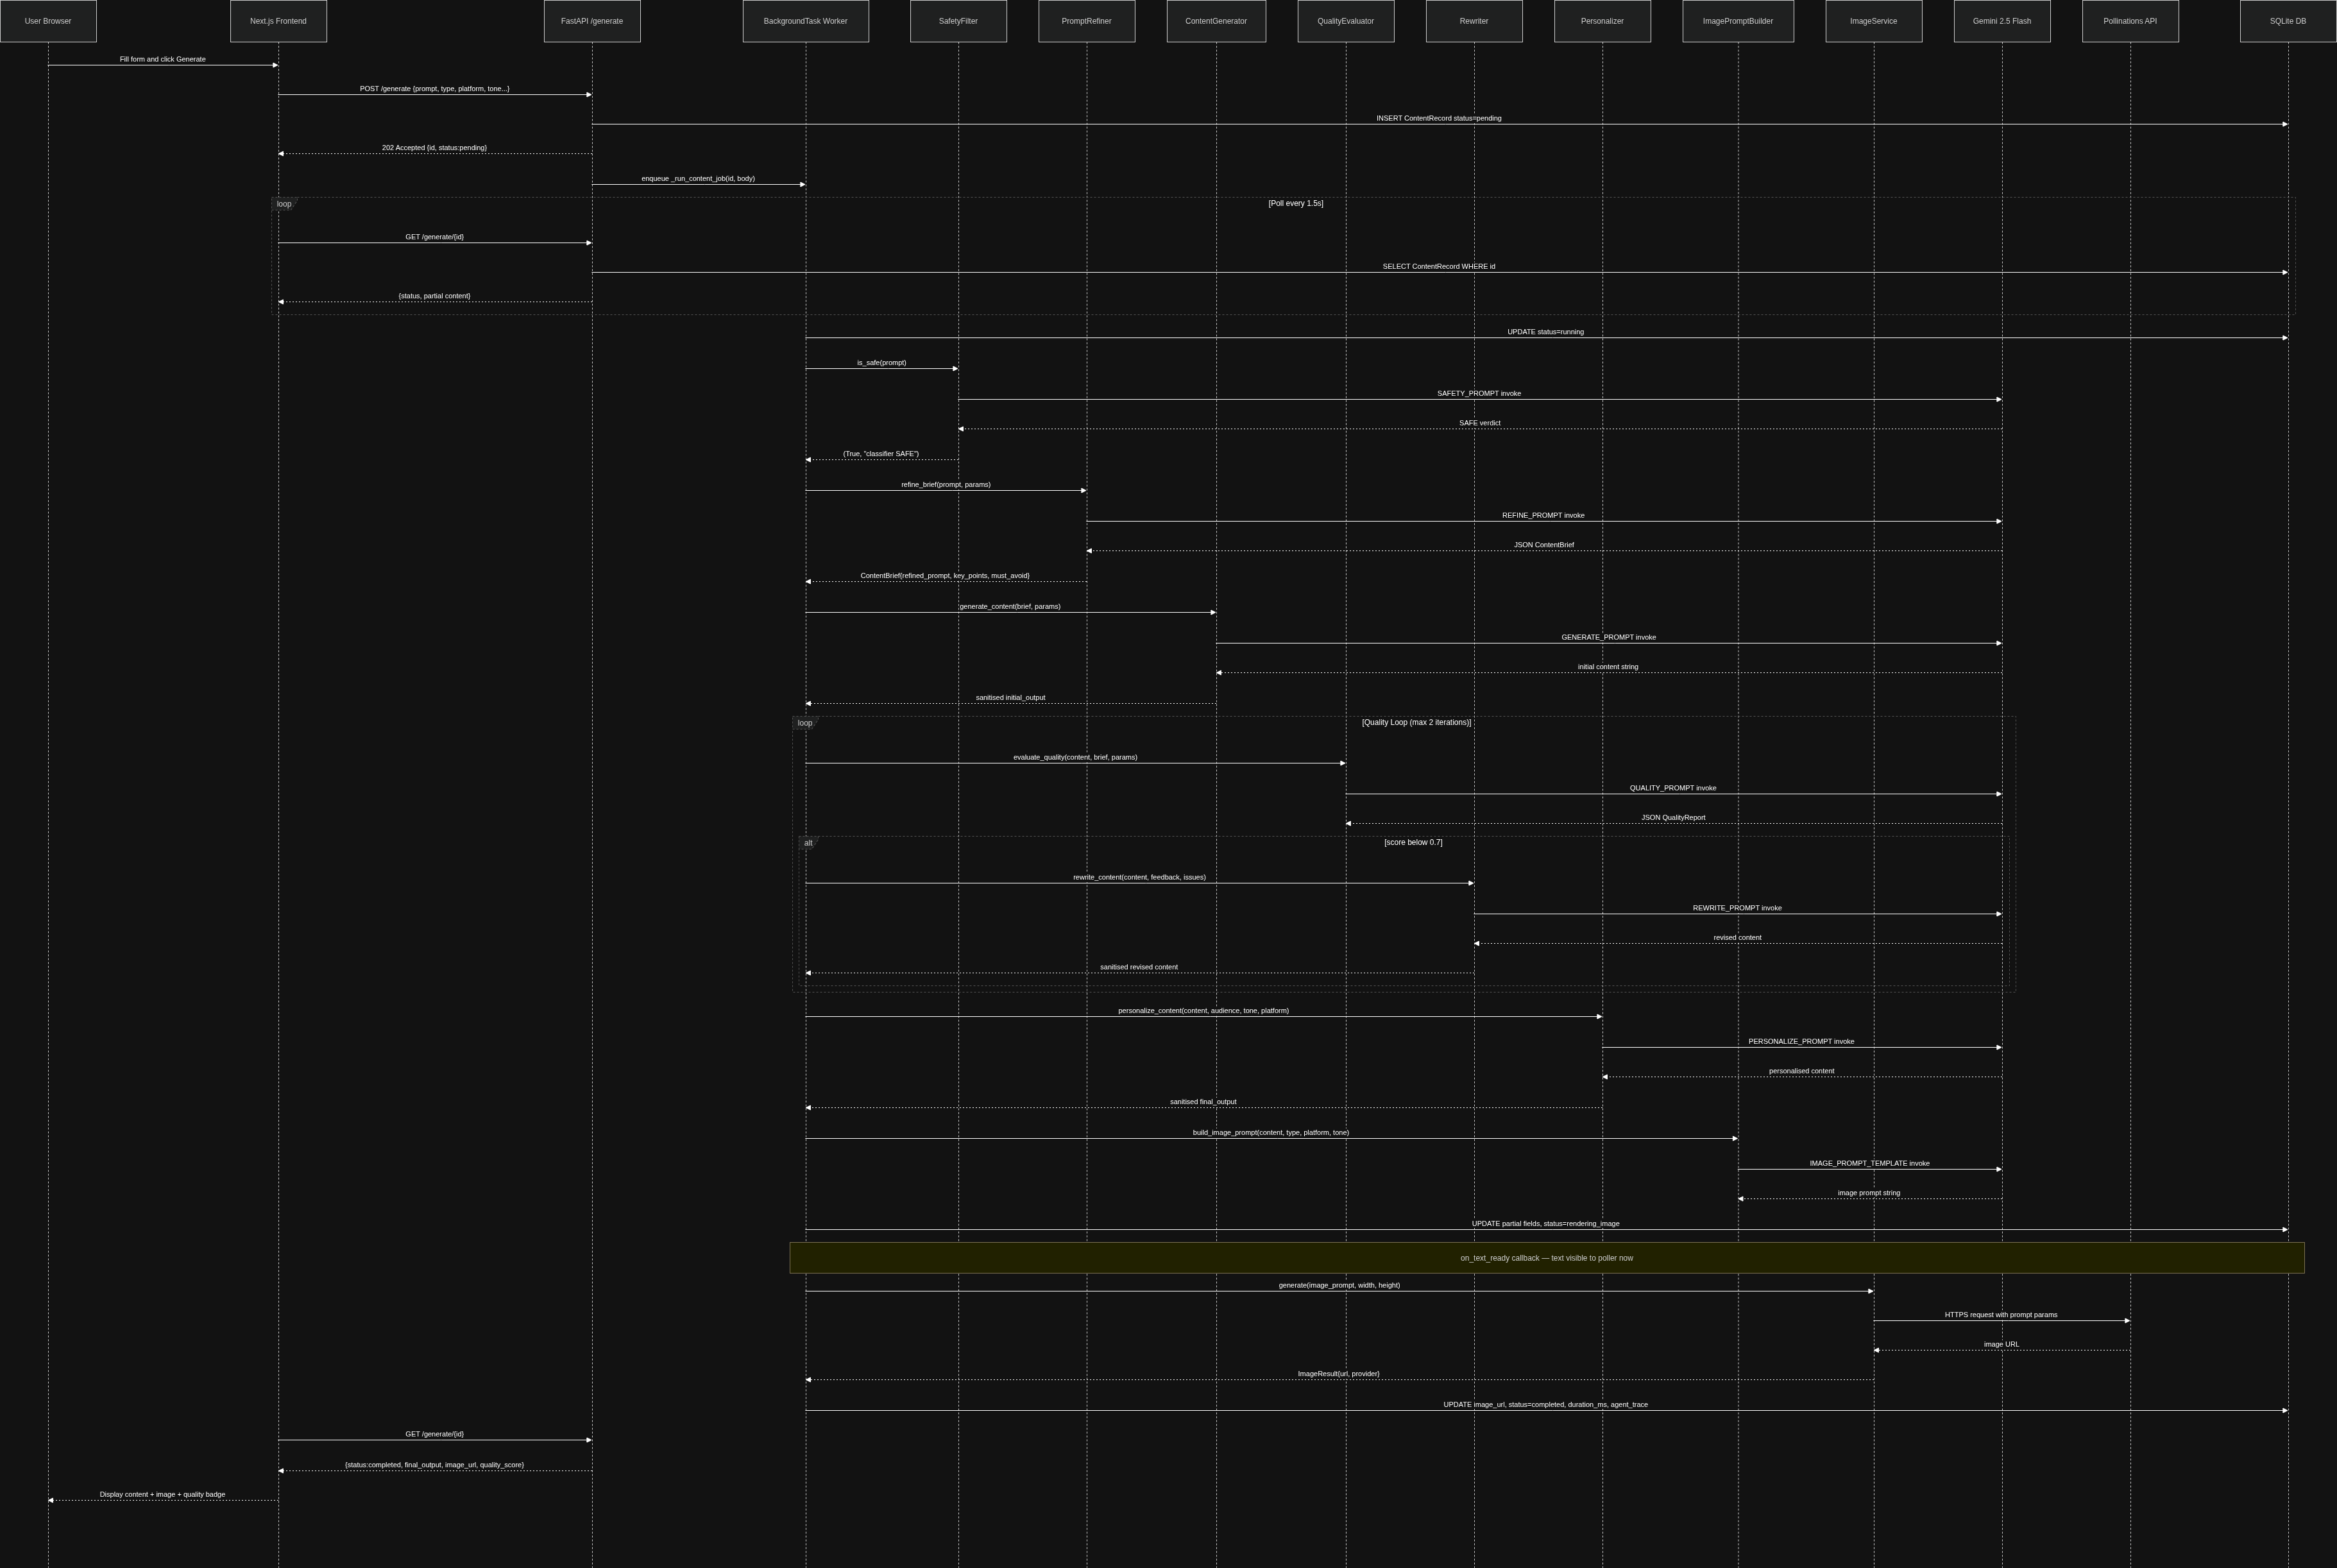 User Browser
Next.js Frontend
FastAPI /generate
BackgroundTask Worker
SafetyFilter
PromptRefiner
ContentGenerator
QualityEvaluator
Rewriter
Personalizer
ImagePromptBuilder
ImageService
Gemini 2.5 Flash
Pollinations API
SQLite DB
Fill form and click Generate
POST /generate {prompt, type, platform, tone...}
INSERT ContentRecord status=pending
202 Accepted {id, status:pending}
enqueue _run_content_job(id, body)
loop
[Poll every 1.5s]
GET /generate/{id}
SELECT ContentRecord WHERE id
{status, partial content}
UPDATE status=running
is_safe(prompt)
SAFETY_PROMPT invoke
SAFE verdict
(True, "classifier SAFE")
refine_brief(prompt, params)
REFINE_PROMPT invoke
JSON ContentBrief
ContentBrief{refined_prompt, key_points, must_avoid}
generate_content(brief, params)
GENERATE_PROMPT invoke
initial content string
sanitised initial_output
loop
[Quality Loop (max 2 iterations)]
evaluate_quality(content, brief, params)
QUALITY_PROMPT invoke
JSON QualityReport
alt
[score below 0.7]
rewrite_content(content, feedback, issues)
REWRITE_PROMPT invoke
revised content
sanitised revised content
personalize_content(content, audience, tone, platform)
PERSONALIZE_PROMPT invoke
personalised content
sanitised final_output
build_image_prompt(content, type, platform, tone)
IMAGE_PROMPT_TEMPLATE invoke
image prompt string
UPDATE partial fields, status=rendering_image
on_text_ready callback — text visible to poller now
generate(image_prompt, width, height)
HTTPS request with prompt params
image URL
ImageResult{url, provider}
UPDATE image_url, status=completed, duration_ms, agent_trace
GET /generate/{id}
{status:completed, final_output, image_url, quality_score}
Display content + image + quality badge